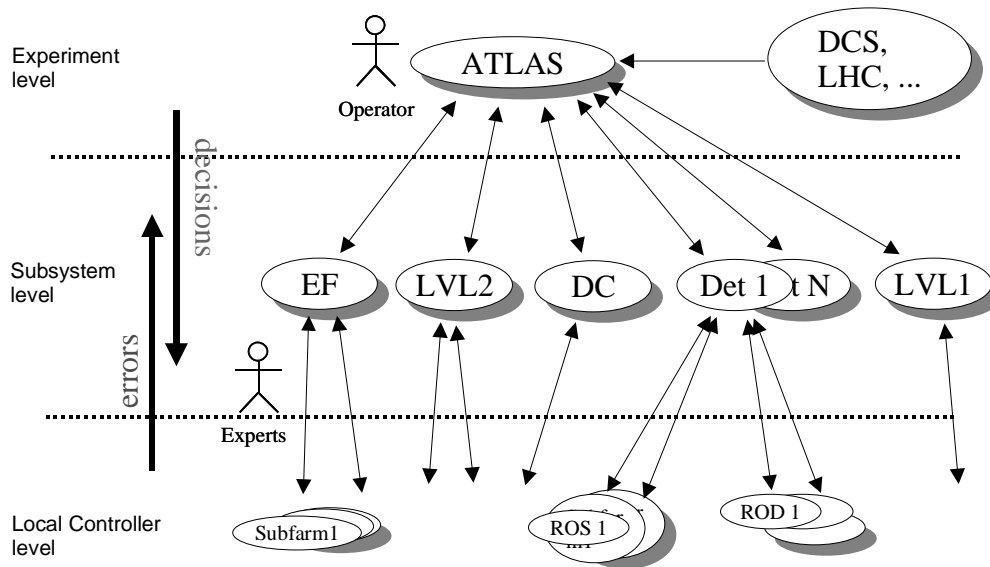 Experiment
level
Operator
ATLAS
DCS,
LHC, ...
decisions
Subsystem
level
EF
LVL2
DC
Det 1
t N
LVL1
errors
Experts
Local Controller
level
Subfarm1
ROS 1
ROD 1